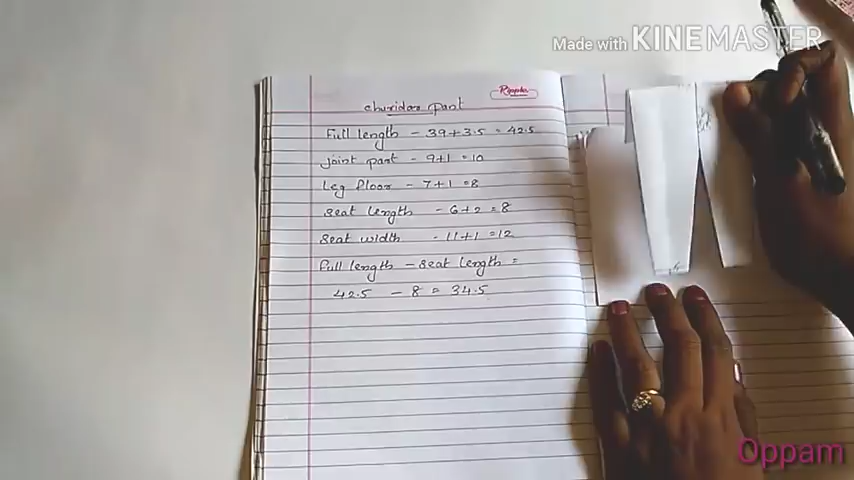 Made with KINEMASTER
Ripple
churidar pant
Full length - 39+3.5 = 42.5
joint part - 9+1 = 10
Leg floor - 7+1 = 8
seat length - 6+2 = 8
seat width - 11+1 = 12
Full length - seat length =
42.5 - 8 = 34.5
Oppam